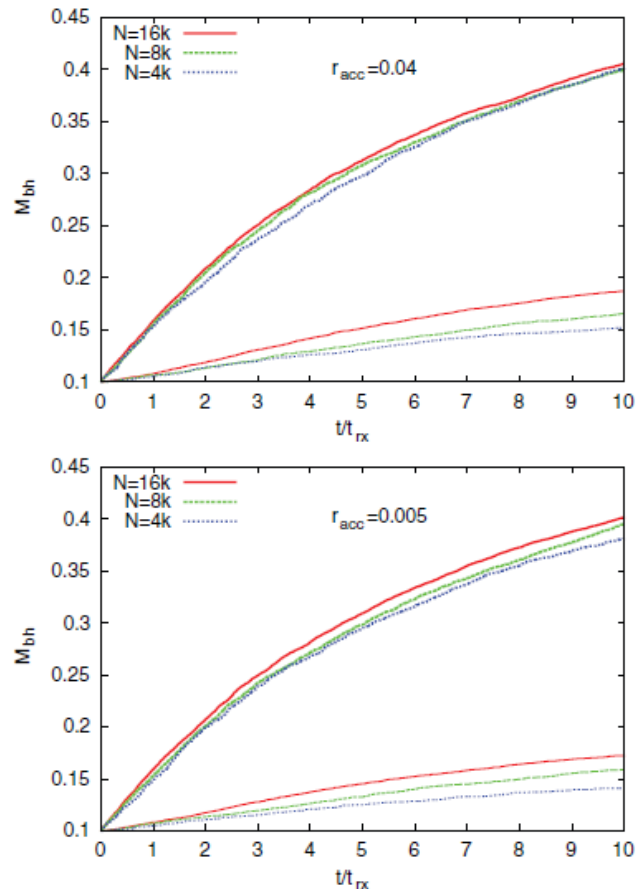 0.45
N=16k
N=8k
N=4k
r_acc=0.04
0.4
0.35
0.3
0.25
0.2
0.15
0.1
M_bh
0 1 2 3 4 5 6 7 8 9 10
t/t_rx
0.45
N=16k
N=8k
N=4k
r_acc=0.005
0.4
0.35
0.3
0.25
0.2
0.15
0.1
M_bh
0 1 2 3 4 5 6 7 8 9 10
t/t_rx